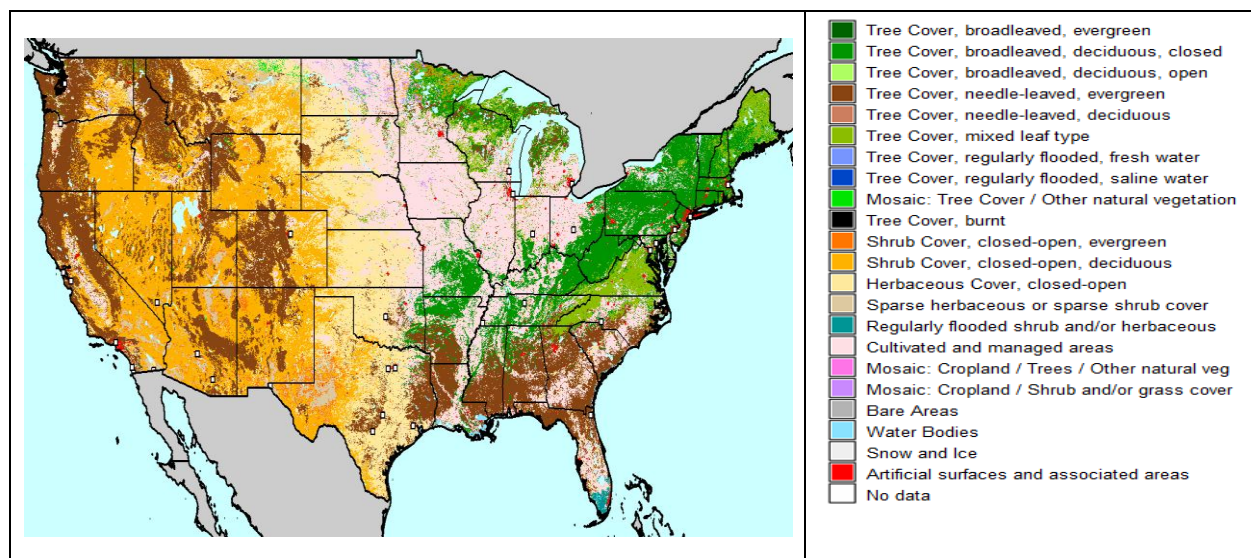 Tree Cover, broadleaved, evergreen
Tree Cover, broadleaved, deciduous, closed
Tree Cover, broadleaved, deciduous, open
Tree Cover, needle-leaved, evergreen
Tree Cover, needle-leaved, deciduous
Tree Cover, mixed leaf type
Tree Cover, regularly flooded, fresh water
Tree Cover, regularly flooded, saline water
Mosaic: Tree Cover / Other natural vegetation
Tree Cover, burnt
Shrub Cover, closed-open, evergreen
Shrub Cover, closed-open, deciduous
Herbaceous Cover, closed-open
Sparse herbaceous or sparse shrub cover
Regularly flooded shrub and/or herbaceous
Cultivated and managed areas
Mosaic: Cropland / Trees / Other natural veg
Mosaic: Cropland / Shrub and/or grass cover
Bare Areas
Water Bodies
Snow and Ice
Artificial surfaces and associated areas
No data